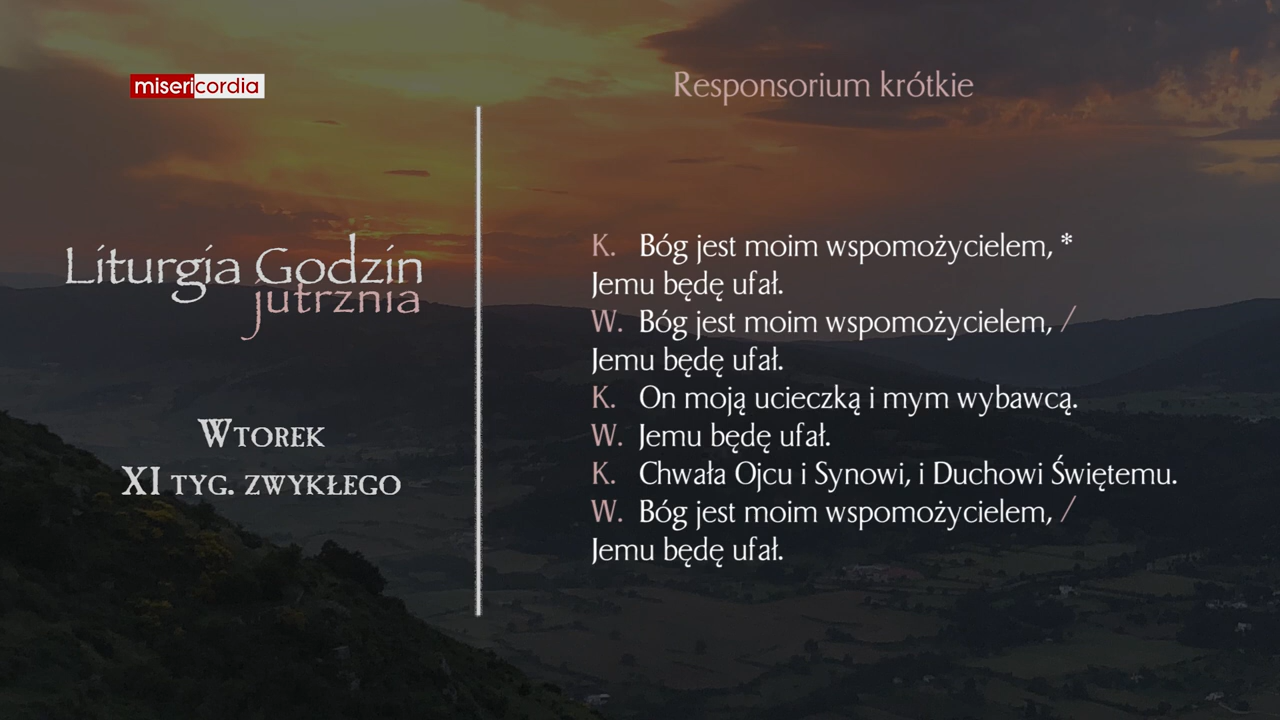 misericordia
Liturgia Godzin
jutrznia
Wtorek
XI tyg. zwykłego
Responsorium krótkie
K. Bóg jest moim wspomożycielem, *
Jemu będę ufał.
W. Bóg jest moim wspomożycielem, /
Jemu będę ufał.
K. On moją ucieczką i mym wybawcą.
W. Jemu będę ufał.
K. Chwała Ojcu i Synowi, i Duchowi Świętemu.
W. Bóg jest moim wspomożycielem, /
Jemu będę ufał.